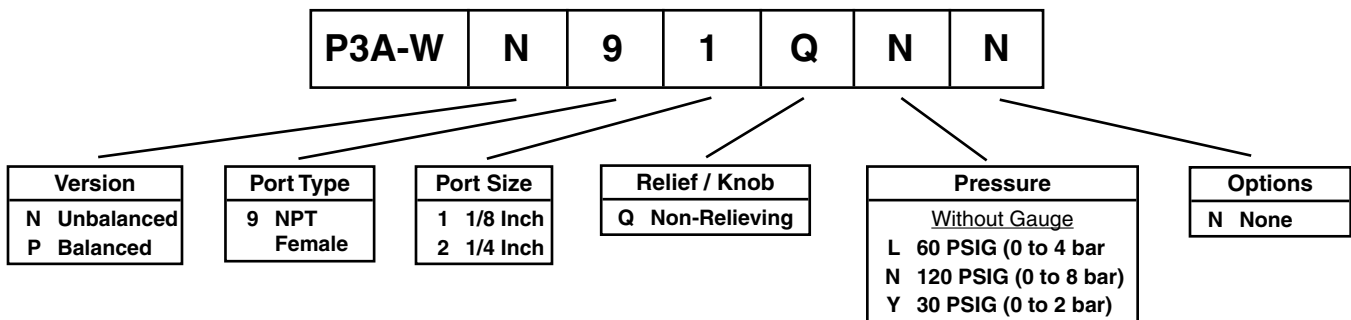 P3A-W N 9 1 Q N N
Version
N Unbalanced
P Balanced
Port Type
9 NPT
Female
Port Size
1 1/8 Inch
2 1/4 Inch
Relief / Knob
Q Non-Relieving
Pressure
Without Gauge
L 60 PSIG (0 to 4 bar
N 120 PSIG (0 to 8 bar)
Y 30 PSIG (0 to 2 bar)
Options
N None